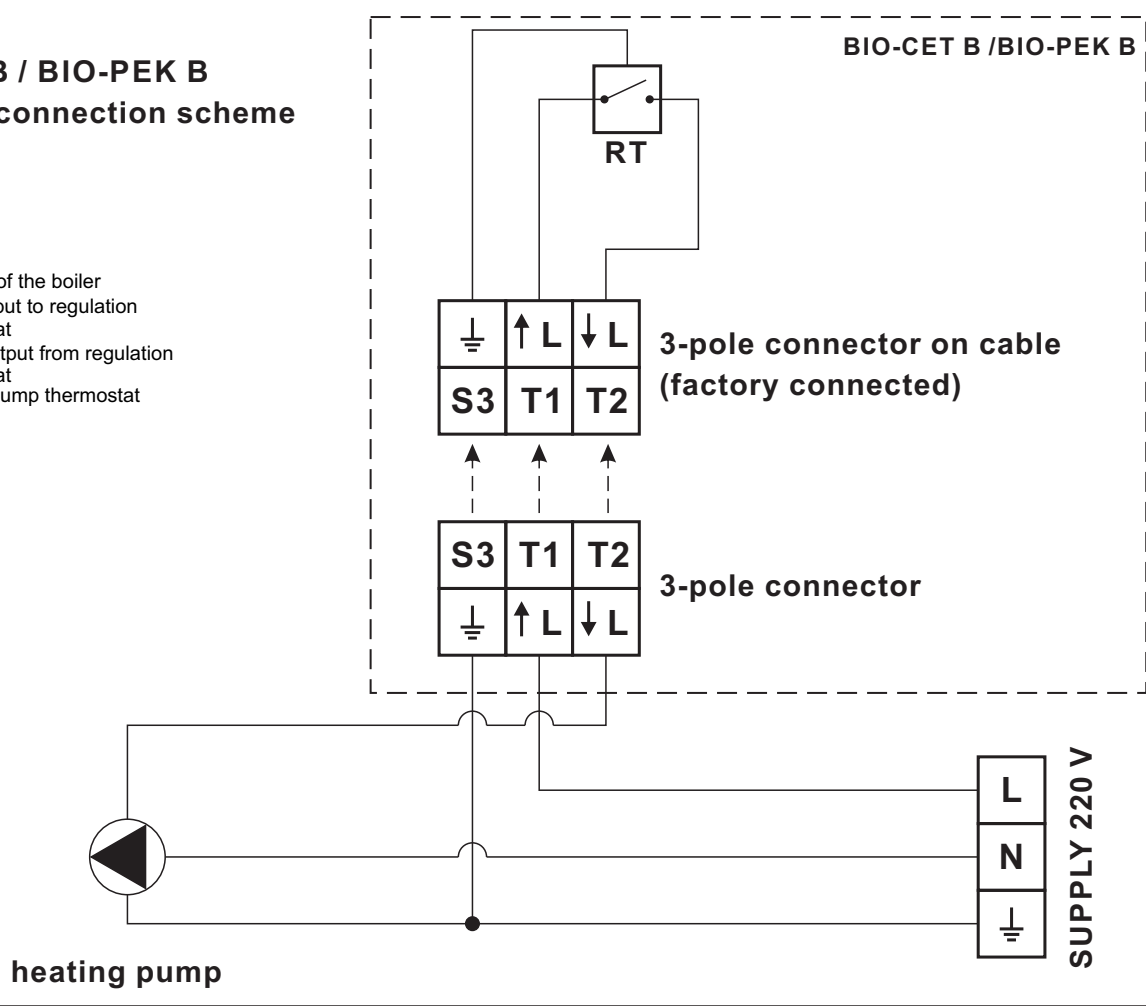 BIO-CET B /BIO-PEK B
B / BIO-PEK B
connection scheme
RT
of the boiler
out to regulation
at
tput from regulation
at
ump thermostat
L L
S3 T1 T2
3-pole connector on cable
(factory connected)
S3 T1 T2
L L
3-pole connector
L
N
SUPPLY 220 V
heating pump